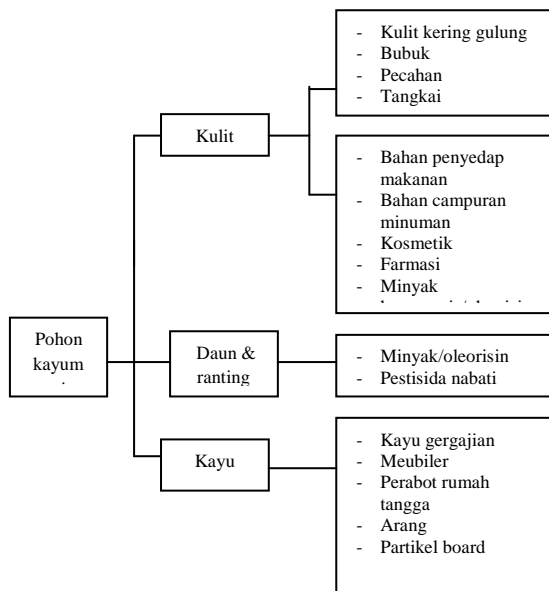 - Kulit kering gulung
- Bubuk
- Pecahan
- Tangkai
Kulit
- Bahan penyedap
makanan
- Bahan campuran
minuman
- Kosmetik
- Farmasi
- Minyak
Pohon
kayum
Daun &
ranting
- Minyak/oleorisin
- Pestisida nabati
Kayu
- Kayu gergajian
- Meubiler
- Perabot rumah
tangga
- Arang
- Partikel board